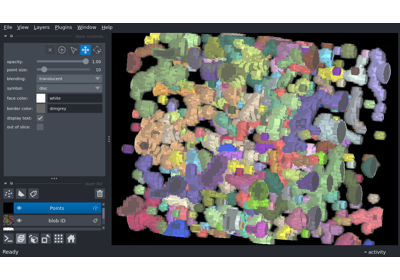 File View Layers Plugins Window Help
opacity: 1.00
point size: 10
blending: translucent
symbol: disc
face color: white
border color: dimgrey
display text: ✓
out of slice:
Points
blob ID
Ready
activity